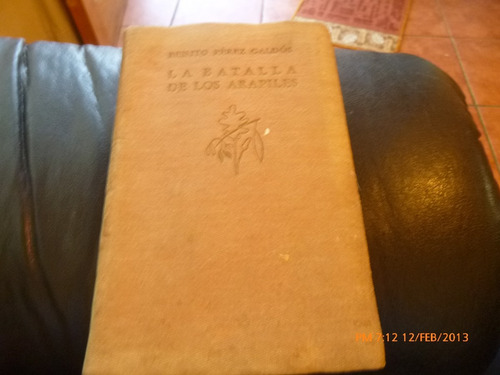 BENITO PÉREZ GALDÓS
LA BATALLA
DE LOS ARAPILES
12/FEB/2013